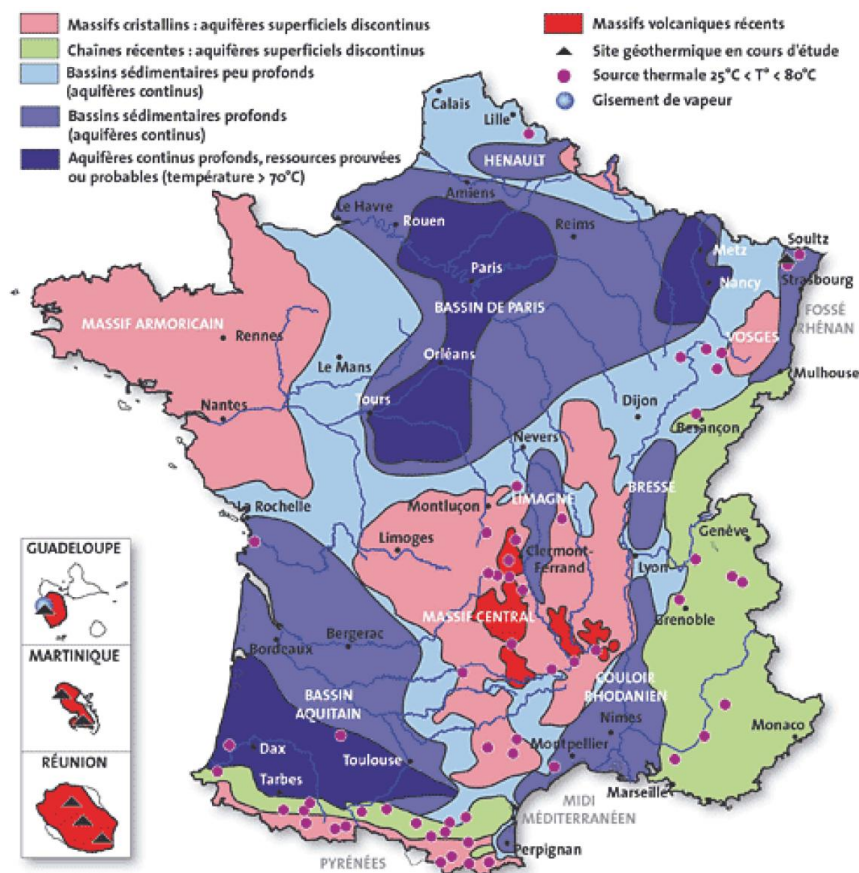 Massifs cristallins : aquifères superficiels discontinus
Chaînes récentes : aquifères superficiels discontinus
Bassins sédimentaires peu profonds
(aquifères continus)
Bassins sédimentaires profonds
(aquifères continus)
Aquifères continus profonds, ressources prouvées
ou probables (température > 70°C)
Massifs volcaniques récents
Site géothermique en cours d'étude
Source thermale 25°C < T° < 80°C
Gisement de vapeur
Calais
Lille
HENAULT
Amiens
Le Havre
Rouen
Reims
Metz
Soultz
Paris
Nancy
Strasbourg
BASSIN DE PARIS
FOSSÉ
RHÉNAN
MASSIF ARMORICAIN
Rennes
VOSGES
Orléans
Le Mans
Mulhouse
Tours
Nantes
Dijon
Besançon
Nevers
LIMAGNE
BRESSE
La Rochelle
Montluçon
Genève
Limoges
Clermont-
Ferrand
Lyon
MASSIF CENTRAL
Grenoble
Bergerac
Bordeaux
COULOIR
RHODANIEN
BASSIN
AQUITAIN
Nîmes
Dax
Toulouse
Montpellier
Monaco
Tarbes
Marseille
MIDI
MÉDITERRANÉEN
Perpignan
PYRÉNÉES
GUADELOUPE
MARTINIQUE
RÉUNION